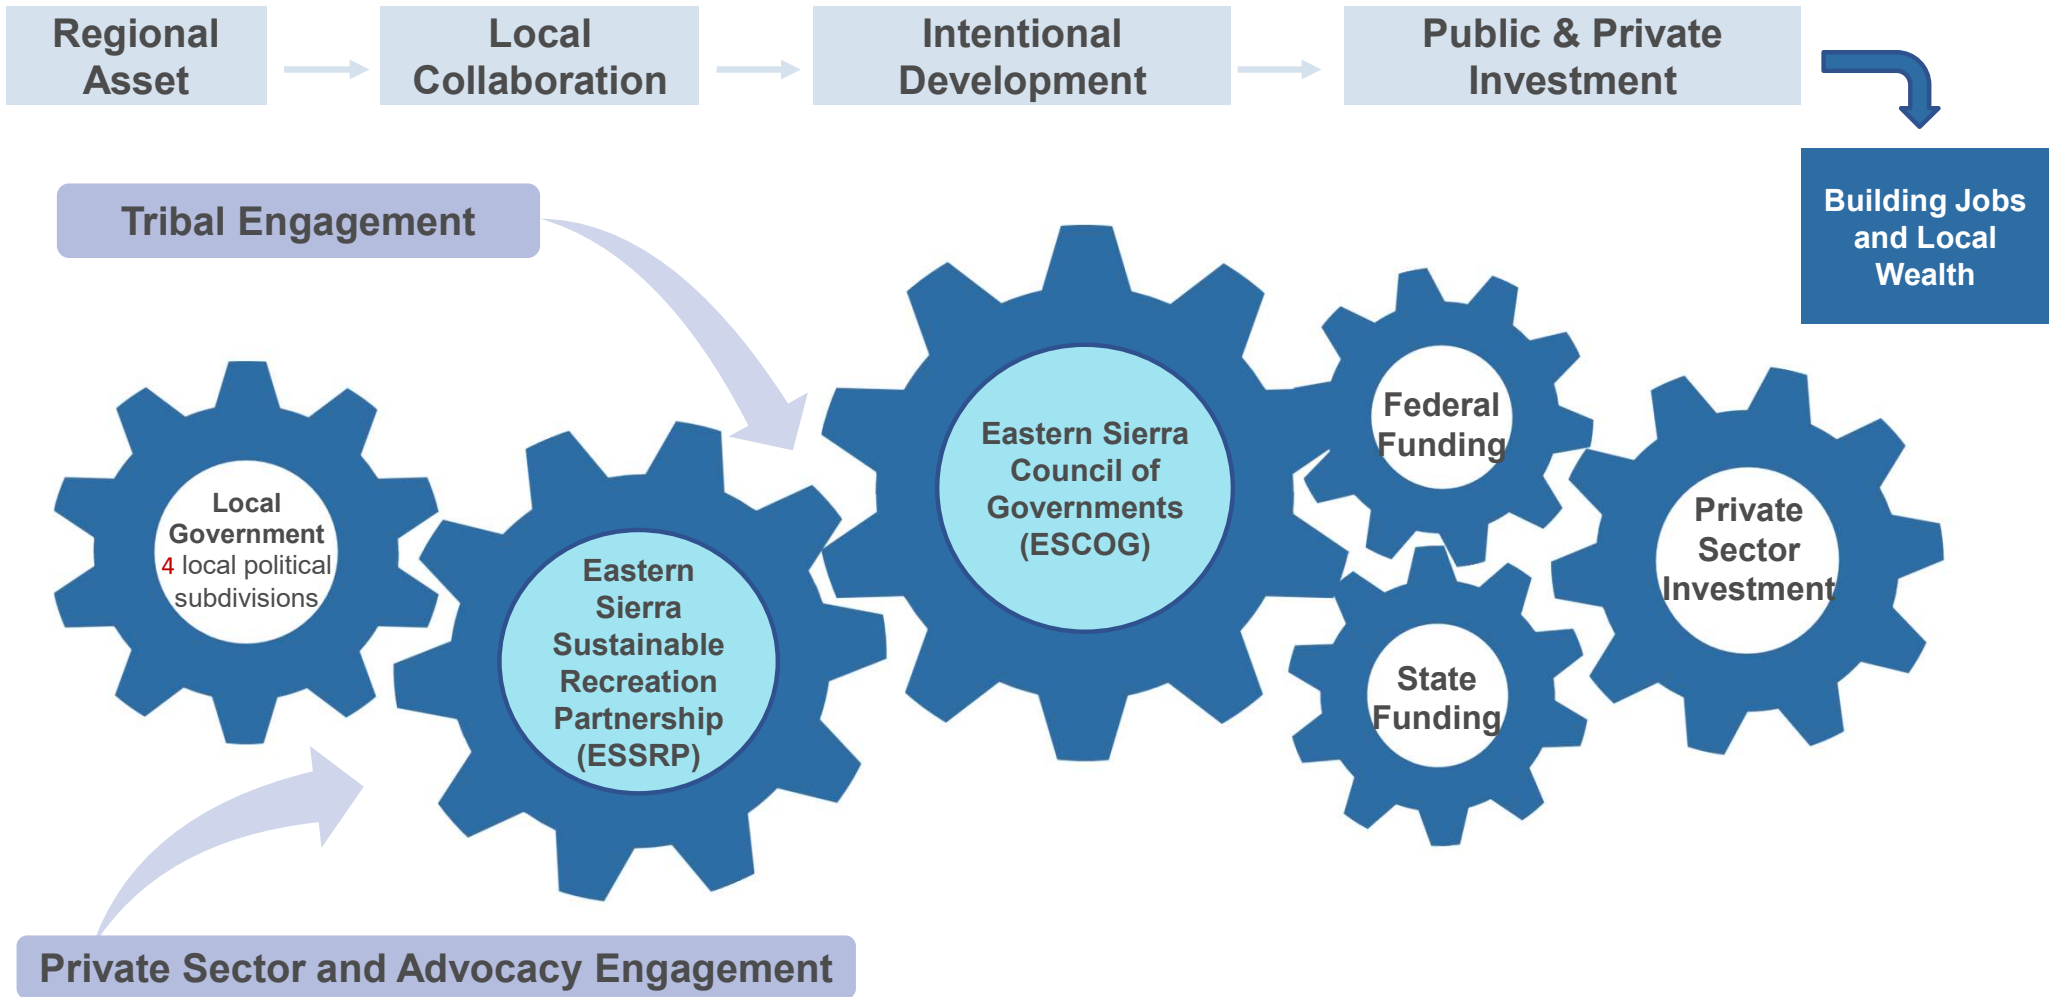 Regional
Asset
Local
Collaboration
Intentional
Development
Public & Private
Investment
Building Jobs
and Local
Wealth
Tribal Engagement
Local
Government
4 local political
subdivisions
Eastern
Sierra
Sustainable
Recreation
Partnership
(ESSRP)
Eastern Sierra
Council of
Governments
(ESCOG)
Federal
Funding
State
Funding
Private
Sector
Investment
Private Sector and Advocacy Engagement